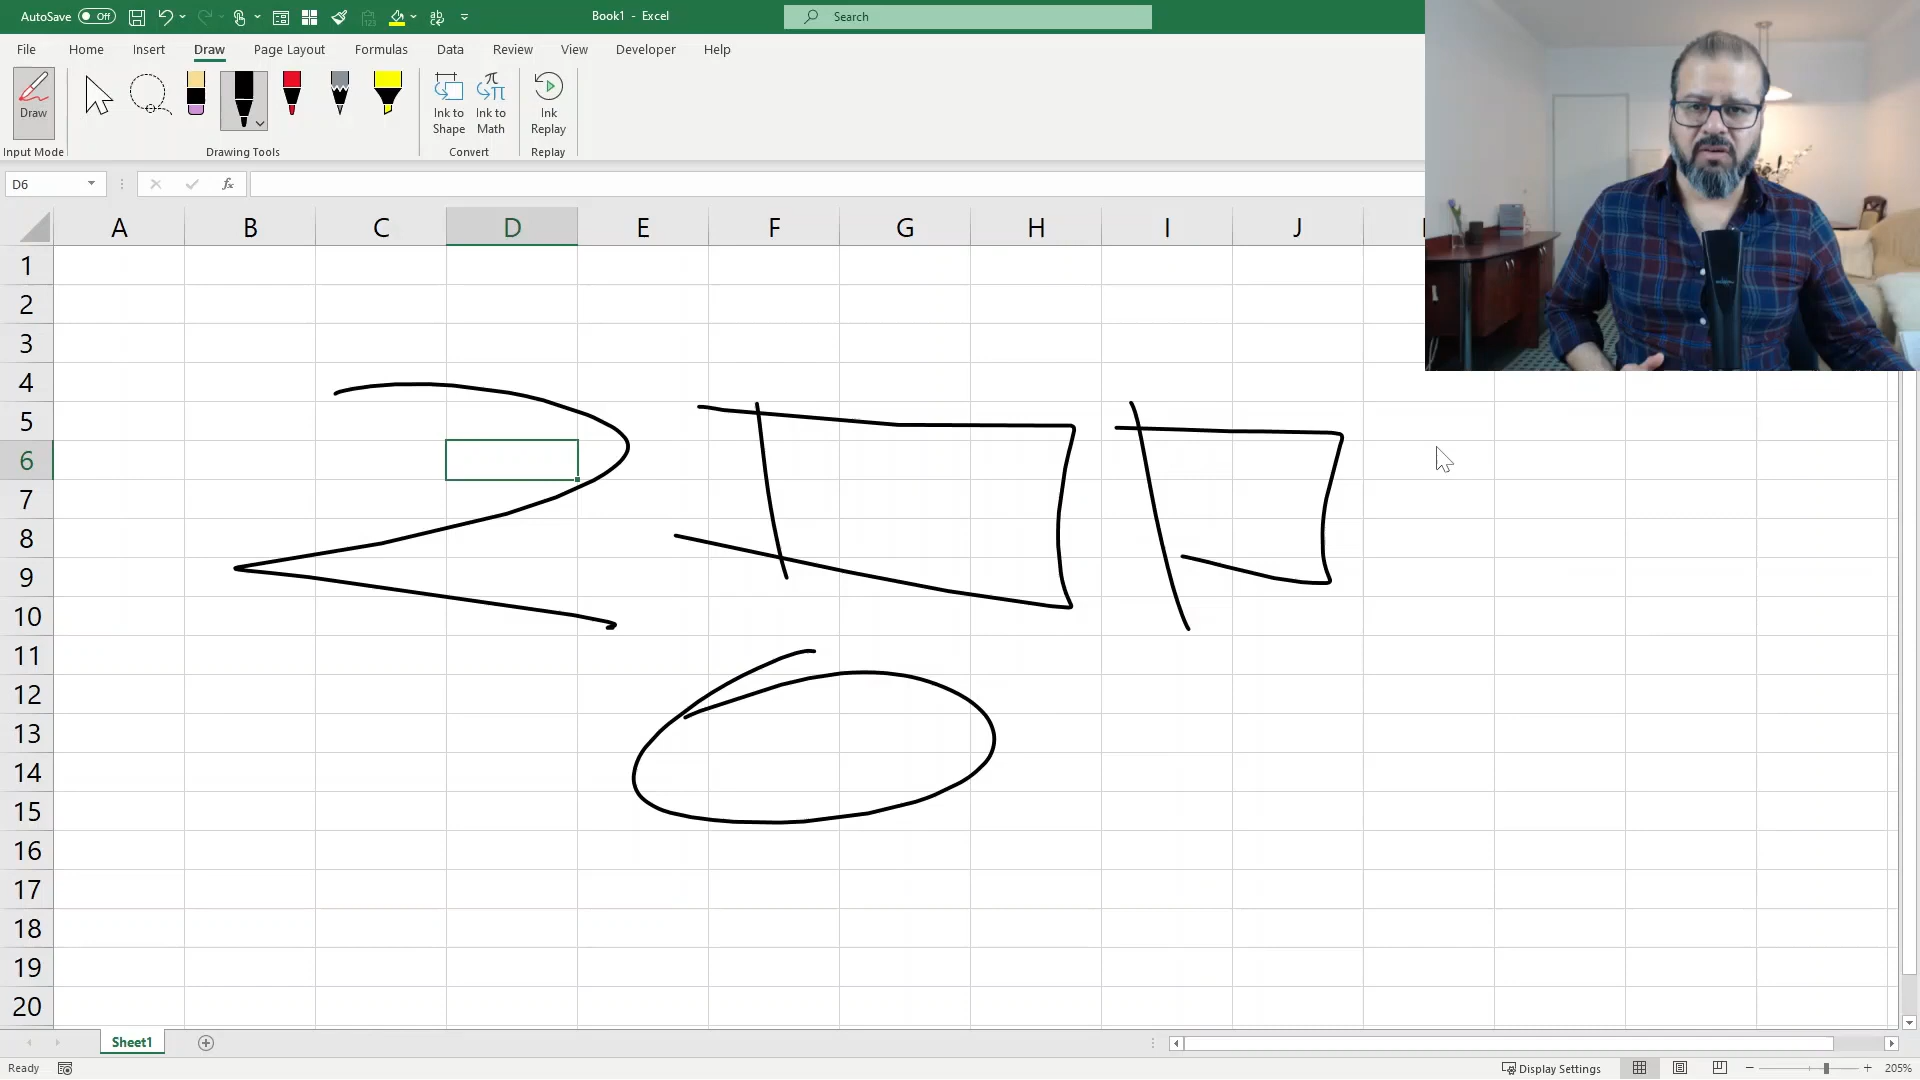 AutoSave Off Book1 - Excel Search
File Home Insert Draw Page Layout Formulas Data Review View Developer Help
Draw
Ink to Shape
Ink to Math
Ink Replay
Input Mode Drawing Tools Convert Replay
D6 fx
A B C D E F G H I J
1
2
3
4
5
6
7
8
9
10
11
12
13
14
15
16
17
18
19
20
Sheet1
Ready Display Settings 205%